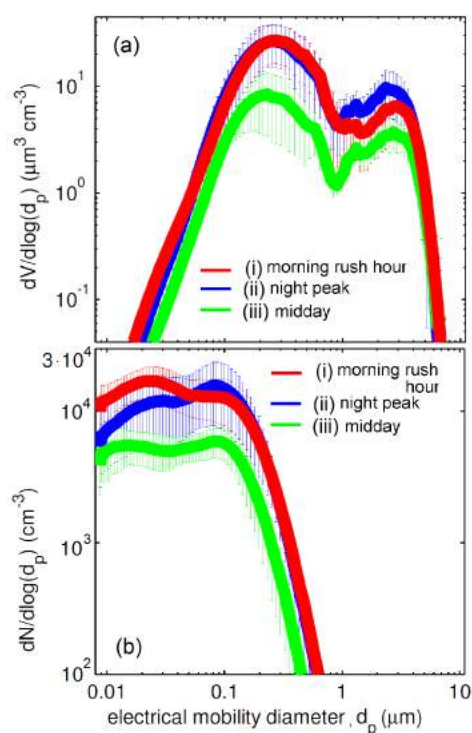 (a)
10¹
10⁰
10⁻¹
dV/dlog(dₚ) (μm³ cm⁻³)
(i) morning rush hour
(ii) night peak
(iii) midday
3·10⁴
10⁴
10³
10²
dN/dlog(dₚ) (cm⁻³)
(i) morning rush
hour
(ii) night peak
(iii) midday
(b)
0.01 0.1 1 10
electrical mobility diameter, dₚ (μm)